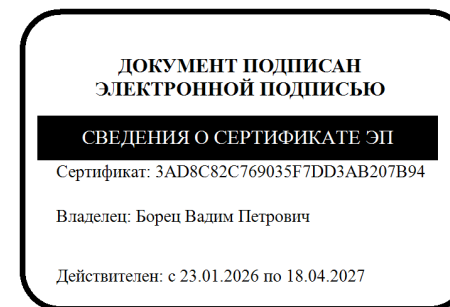 ДОКУМЕНТ ПОДПИСАН
ЭЛЕКТРОННОЙ ПОДПИСЬЮ
СВЕДЕНИЯ О СЕРТИФИКАТЕ ЭП
Сертификат: 3AD8C82C769035F7DD3AB207B94
Владелец: Борец Вадим Петрович
Действителен: с 23.01.2026 по 18.04.2027